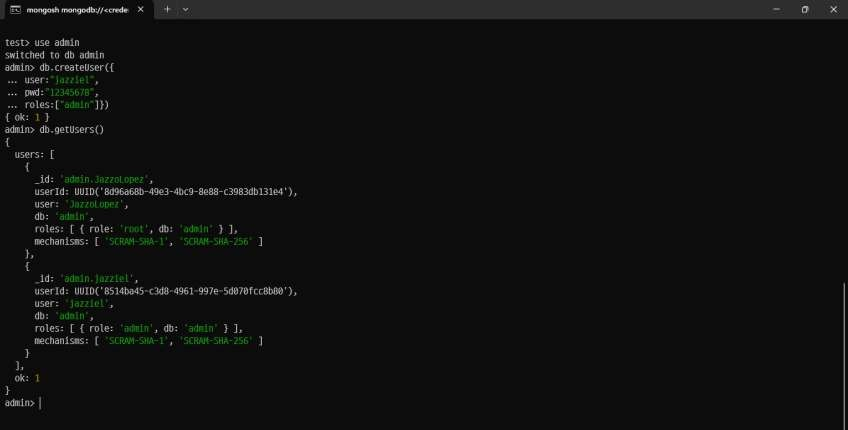 mongosh mongodb://<crede
test> use admin
switched to db admin
admin> db.createUser({
... user:"jazziel",
... pwd:"12345678",
... roles:["admin"]})
{ ok: 1 }
admin> db.getUsers()
{
  users: [
    {
      _id: 'admin.JazzoLopez',
      userId: UUID('8d96a68b-49e3-4bc9-8e88-c3983db131e4'),
      user: 'JazzoLopez',
      db: 'admin',
      roles: [ { role: 'root', db: 'admin' } ],
      mechanisms: [ 'SCRAM-SHA-1', 'SCRAM-SHA-256' ]
    },
    {
      _id: 'admin.jazziel',
      userId: UUID('8514ba45-c3d8-4961-997e-5d070fcc8b80'),
      user: 'jazziel',
      db: 'admin',
      roles: [ { role: 'admin', db: 'admin' } ],
      mechanisms: [ 'SCRAM-SHA-1', 'SCRAM-SHA-256' ]
    }
  ],
  ok: 1
}
admin>